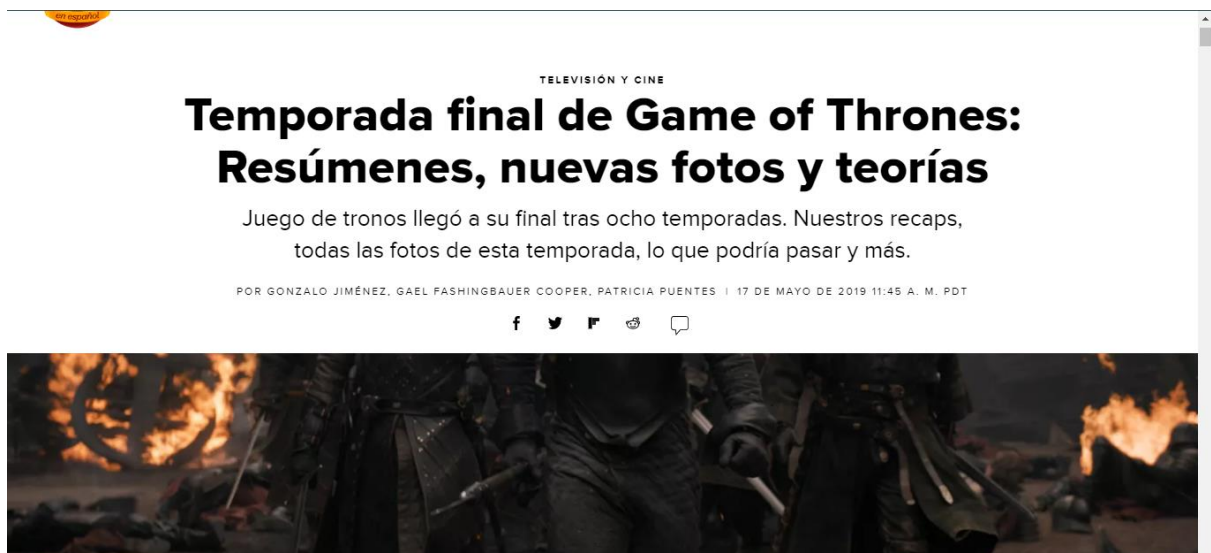 en español
TELEVISIÓN Y CINE
Temporada final de Game of Thrones:
Resúmenes, nuevas fotos y teorías
Juego de tronos llegó a su final tras ocho temporadas. Nuestros recaps,
todas las fotos de esta temporada, lo que podría pasar y más.
POR GONZALO JIMÉNEZ, GAEL FASHINGBAUER COOPER, PATRICIA PUENTES | 17 DE MAYO DE 2019 11:45 A. M. PDT